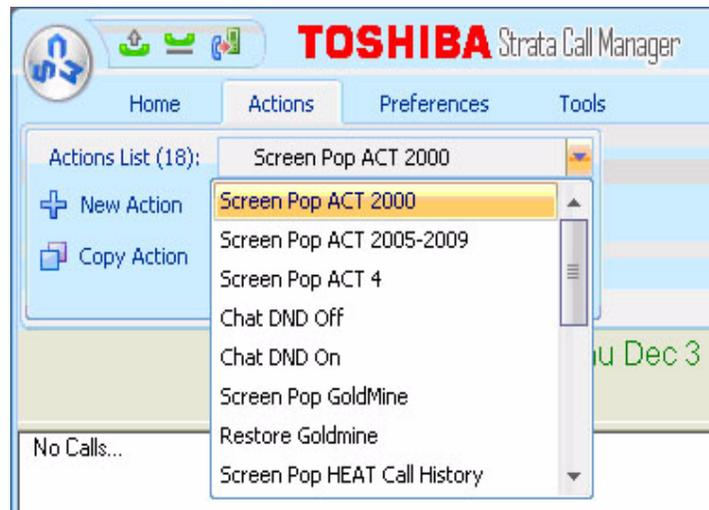 TOSHIBA Strata Call Manager
Home Actions Preferences Tools
Actions List (18): Screen Pop ACT 2000
New Action
Copy Action
Screen Pop ACT 2000
Screen Pop ACT 2005-2009
Screen Pop ACT 4
Chat DND Off
Chat DND On
Screen Pop GoldMine
Restore Goldmine
Screen Pop HEAT Call History
Dec 3
No Calls...